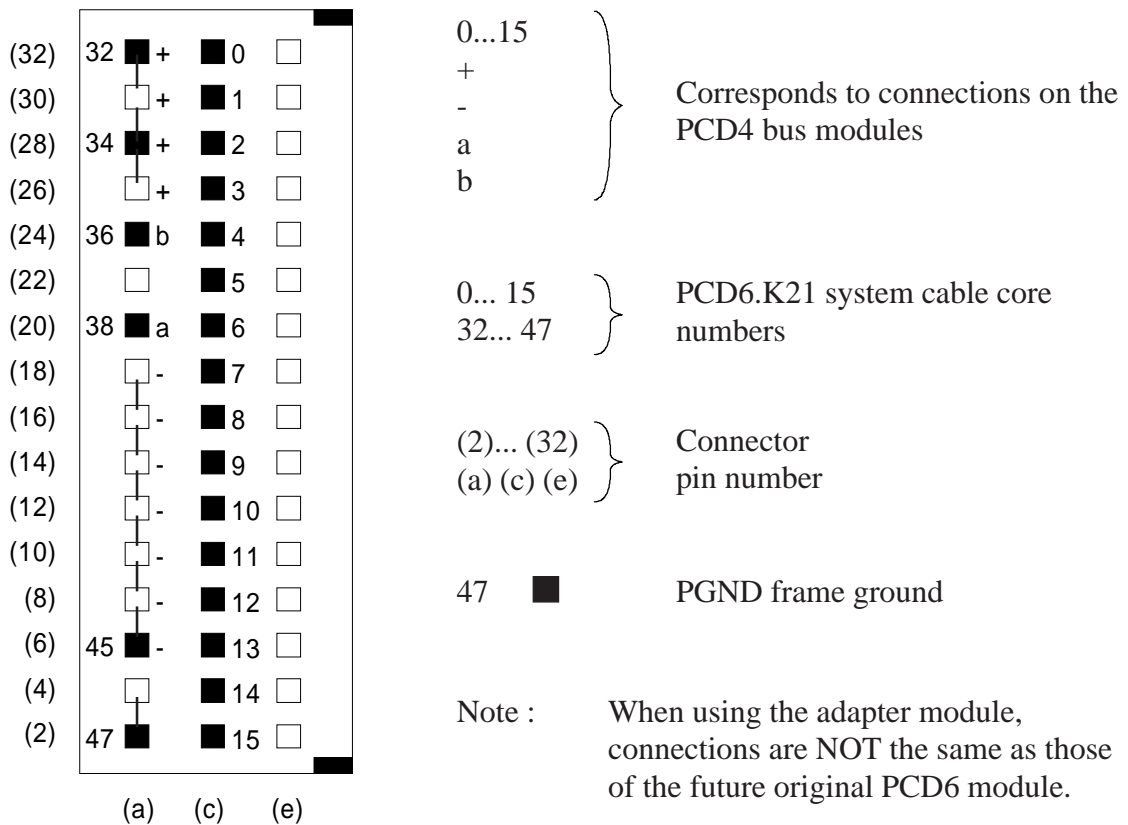 (32) 32 + 0
(30) + 1
(28) 34 + 2
(26) + 3
(24) 36 b 4
(22) 5
(20) 38 a 6
(18) - 7
(16) - 8
(14) - 9
(12) - 10
(10) - 11
(8) - 12
(6) 45 - 13
(4) 14
(2) 47 15
(a) (c) (e)
0...15
+
-
a
b
Corresponds to connections on the
PCD4 bus modules
0... 15
32... 47
PCD6.K21 system cable core
numbers
(2)... (32)
(a) (c) (e)
Connector
pin number
47 PGND frame ground
Note : When using the adapter module,
connections are NOT the same as those
of the future original PCD6 module.